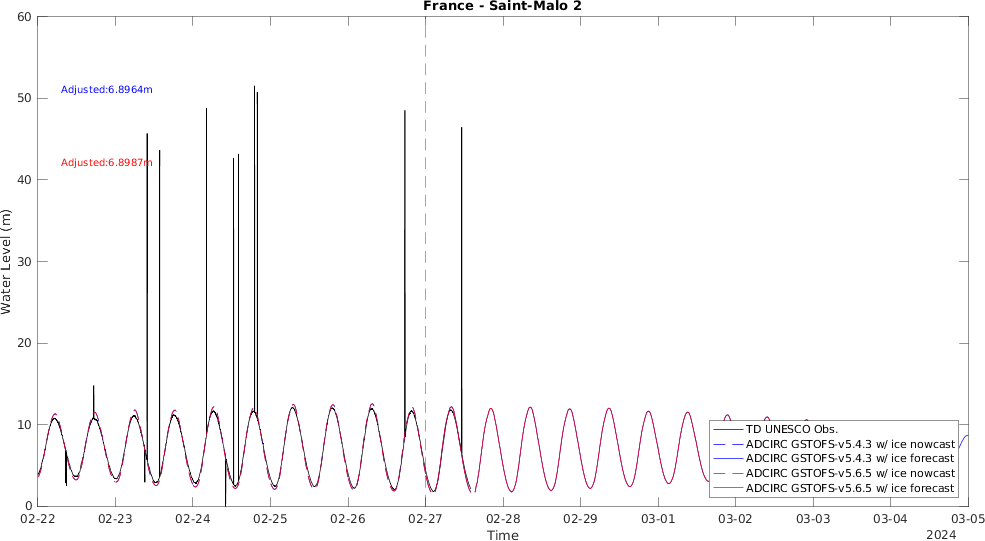 France - Saint-Malo 2
60
50
40
30
20
10
0
Water Level (m)
Adjusted:6.8964m
Adjusted:6.8987m
TD UNESCO Obs.
ADCIRC GSTOFS-v5.4.3 w/ ice nowcast
ADCIRC GSTOFS-v5.4.3 w/ ice forecast
ADCIRC GSTOFS-v5.6.5 w/ ice nowcast
ADCIRC GSTOFS-v5.6.5 w/ ice forecast
02-22 02-23 02-24 02-25 02-26 02-27 02-28 02-29 03-01 03-02 03-03 03-04 03-05
Time
2024